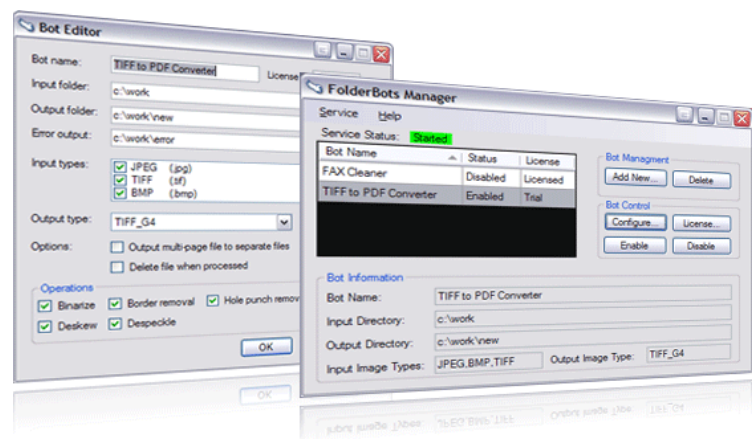 Bot Editor
Bot name: TIFF to PDF Converter License
Input folder: c:\work
Output folder: c:\work\new
Error output: c:\work\error
Input types: JPEG (.jpg)
TIFF (.tif)
BMP (.bmp)
Output type: TIFF_G4
Options: Output multi-page file to separate files
Delete file when processed
Operations
Binarize Border removal Hole punch remov
Deskew Despeckle
OK
FolderBots Manager
Service Help
Service Status: Started
Bot Name Status License
FAX Cleaner Disabled Licensed
TIFF to PDF Converter Enabled Trial
Bot Managment
Add New... Delete
Bot Control
Configure... License...
Enable Disable
Bot Information
Bot Name: TIFF to PDF Converter
Input Directory: c:\work
Output Directory: c:\work\new
Input Image Types: JPEG,BMP,TIFF Output Image Type: TIFF_G4